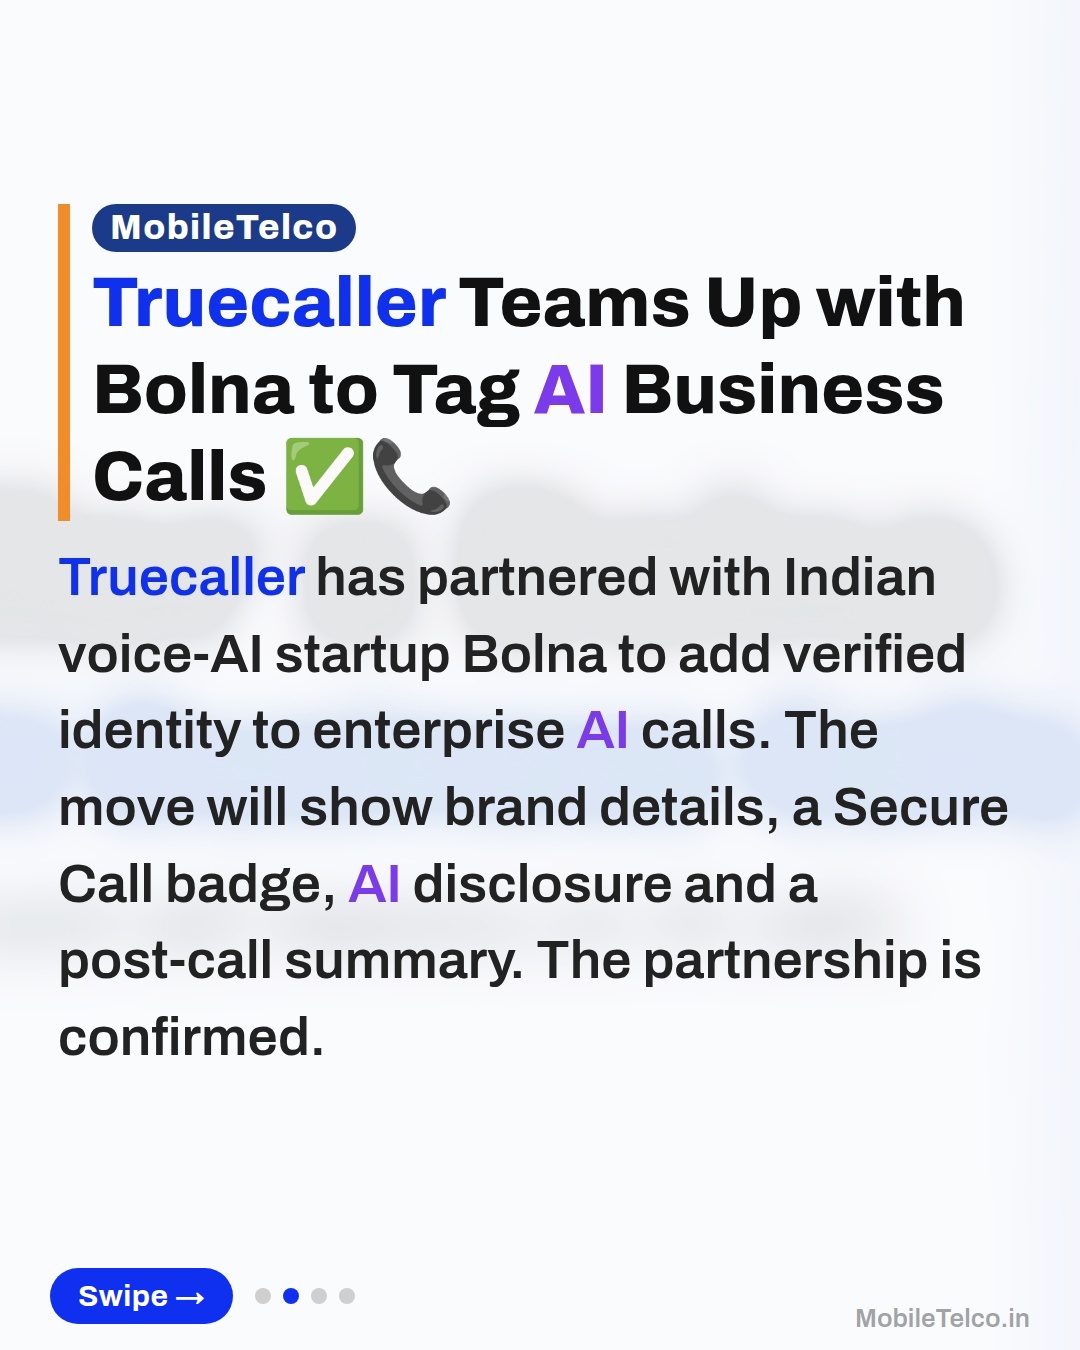 MobileTelco
Truecaller Teams Up with
Bolna to Tag AI Business
Calls ✅📞
Truecaller has partnered with Indian
voice-AI startup Bolna to add verified
identity to enterprise AI calls. The
move will show brand details, a Secure
Call badge, AI disclosure and a
post-call summary. The partnership is
confirmed.
Swipe →
MobileTelco.in